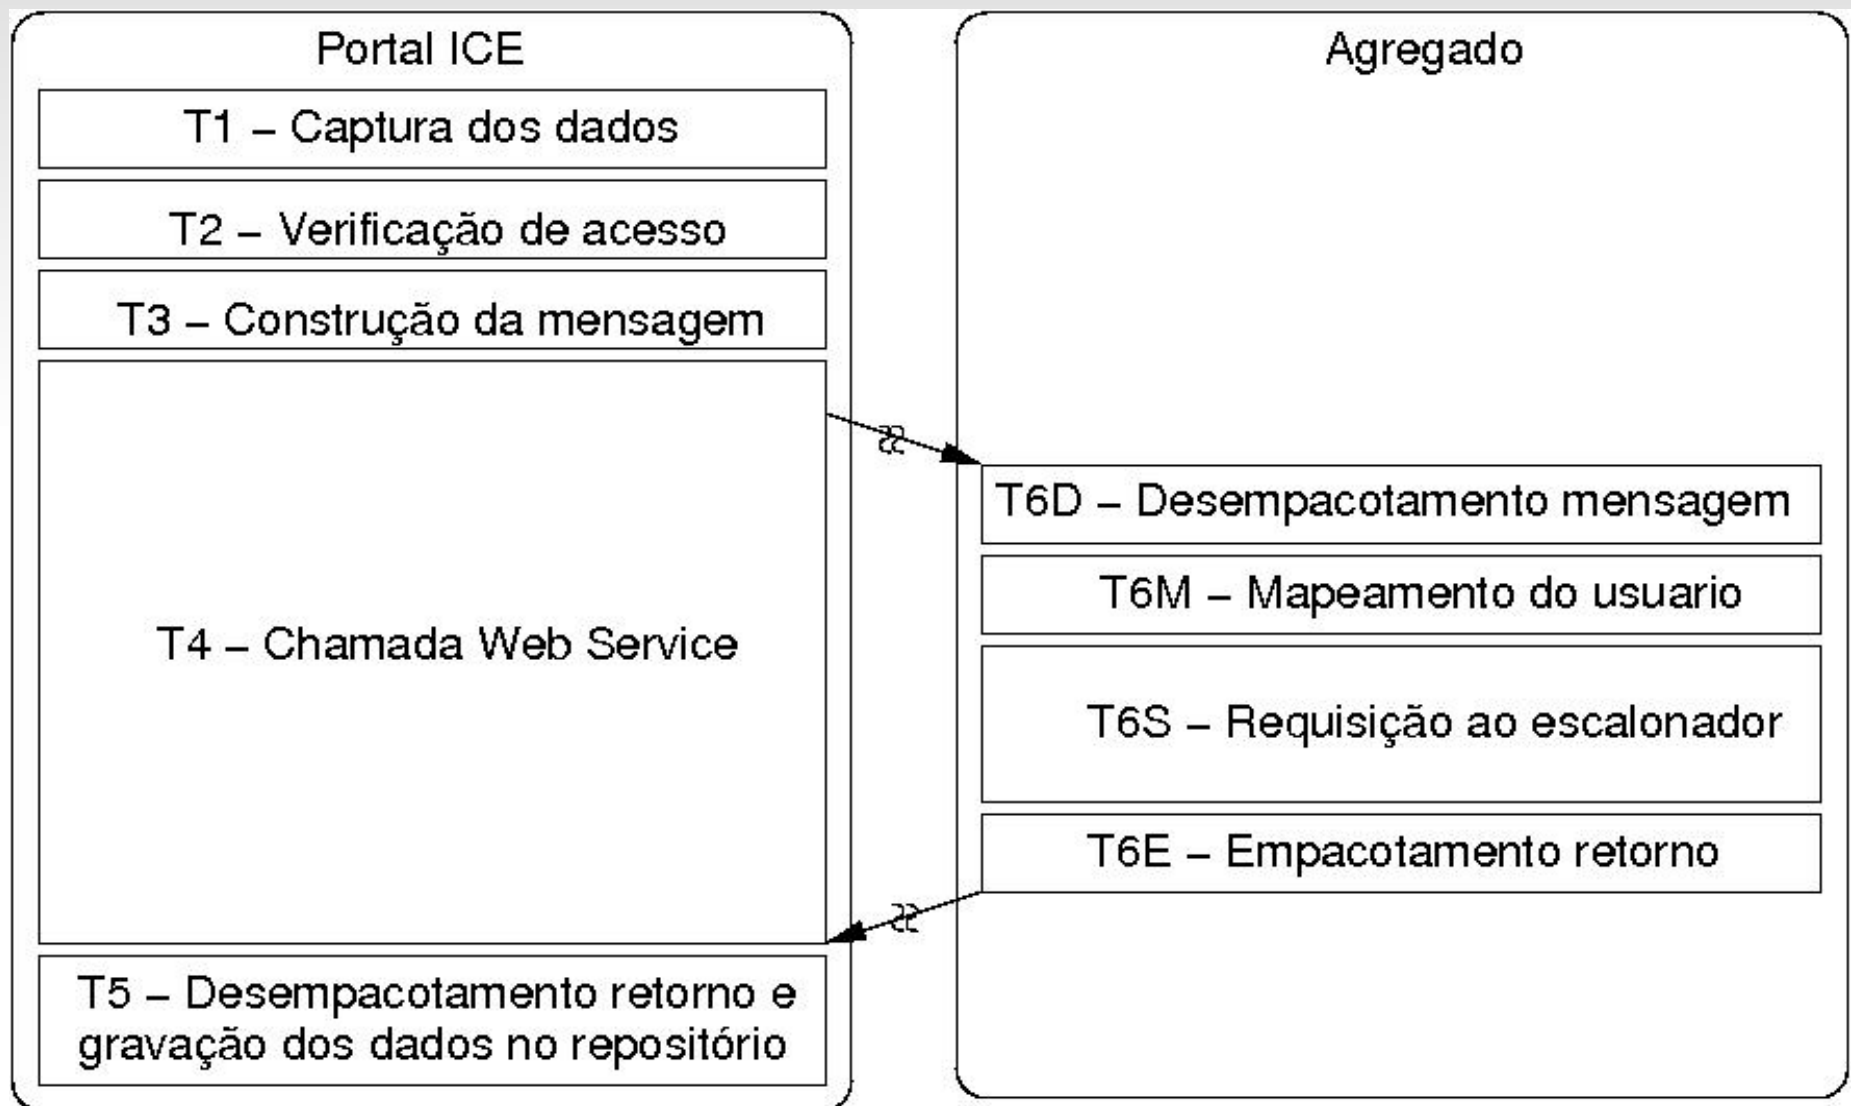 Portal ICE
T1 – Captura dos dados
T2 – Verificação de acesso
T3 – Construção da mensagem
T4 – Chamada Web Service
T5 – Desempacotamento retorno e
gravação dos dados no repositório
Agregado
T6D – Desempacotamento mensagem
T6M – Mapeamento do usuario
T6S – Requisição ao escalonador
T6E – Empacotamento retorno